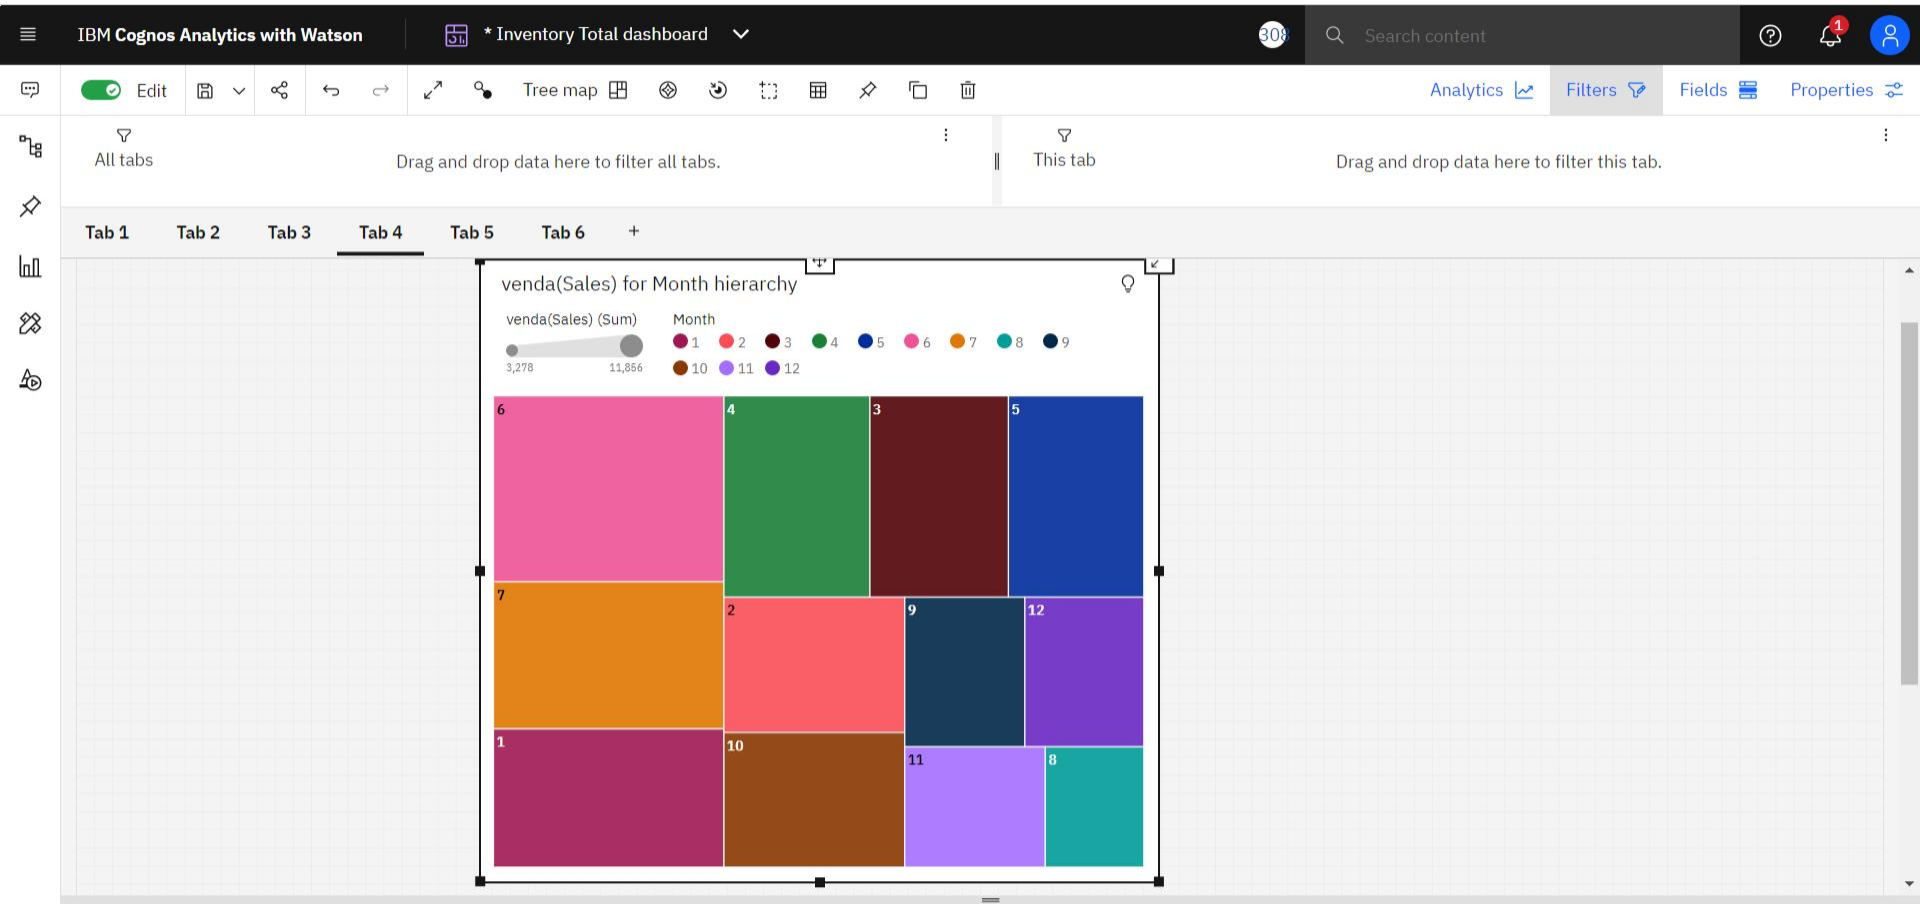 IBM Cognos Analytics with Watson
* Inventory Total dashboard
308
Search content
1
Edit
Tree map
Analytics
Filters
Fields
Properties
All tabs
Drag and drop data here to filter all tabs.
This tab
Drag and drop data here to filter this tab.
Tab 1
Tab 2
Tab 3
Tab 4
Tab 5
Tab 6
+
venda(Sales) for Month hierarchy
venda(Sales) (Sum)
3,278
11,856
Month
1 2 3 4 5 6 7 8 9
10 11 12
6
4
3
5
7
2
9
12
1
10
11
8